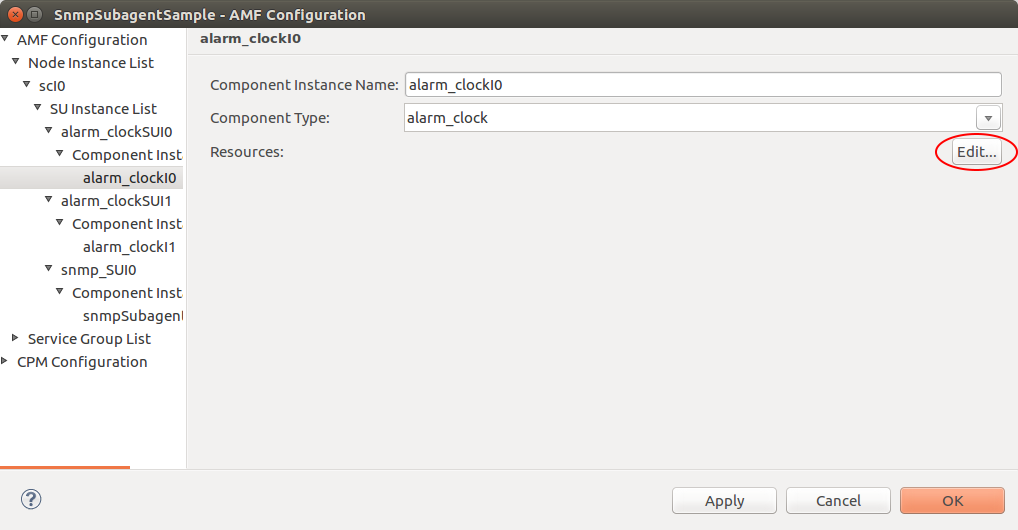 SnmpSubagentSample - AMF Configuration
AMF Configuration
Node Instance List
scI0
SU Instance List
alarm_clockSUI0
Component Inst
alarm_clockI0
alarm_clockSUI1
Component Inst
alarm_clockI1
snmp_SUI0
Component Inst
snmpSubagent
Service Group List
CPM Configuration
alarm_clockI0
Component Instance Name: alarm_clockI0
Component Type: alarm_clock
Resources: Edit...
? Apply Cancel OK